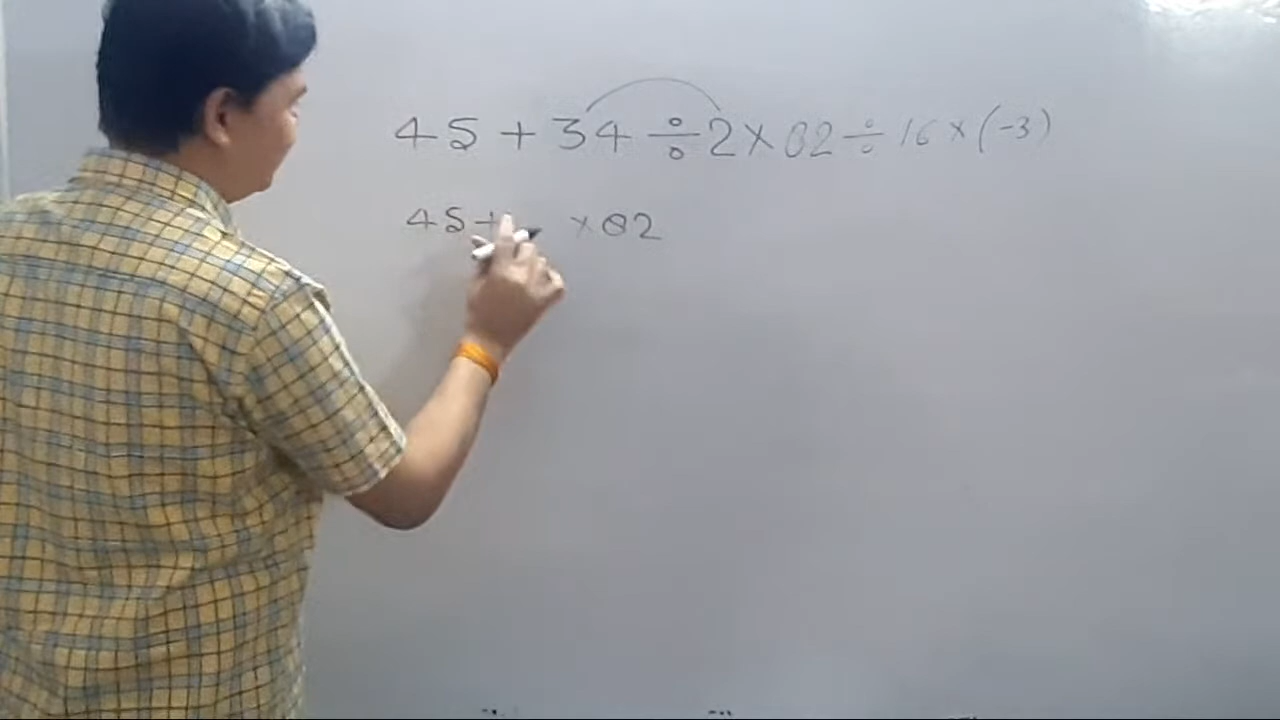 45 + 34 ÷ 2 × 02 ÷ 16 × (-3)
45 + × 02